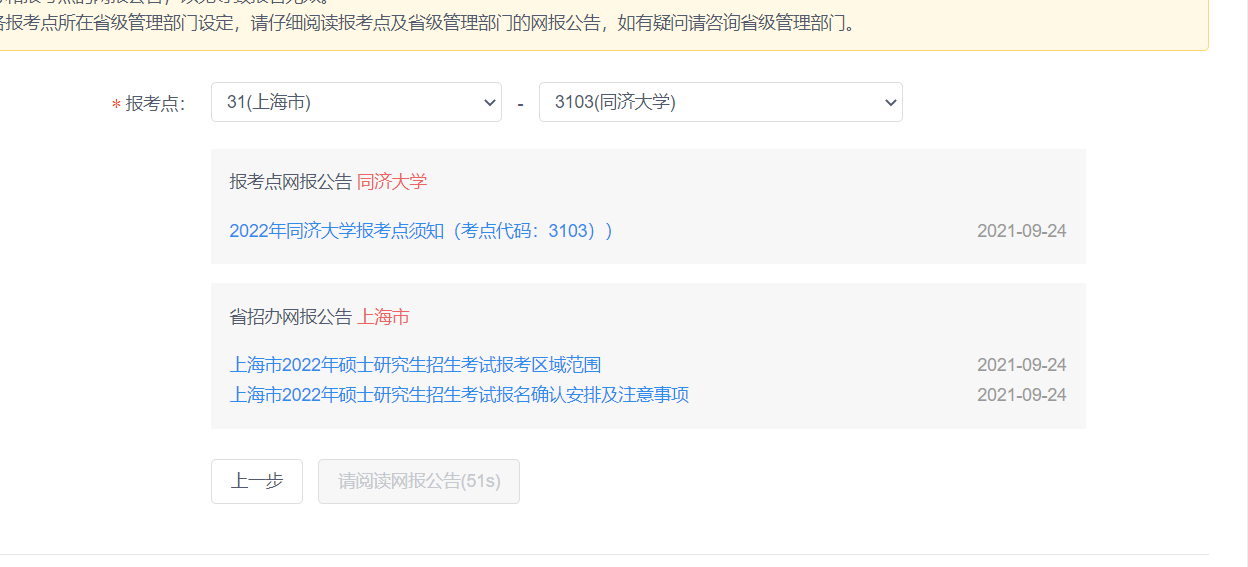 各报考点所在省级管理部门设定，请仔细阅读报考点及省级管理部门的网报公告，如有疑问请咨询省级管理部门。
* 报考点： 31(上海市) - 3103(同济大学)
报考点网报公告 同济大学
2022年同济大学报考点须知（考点代码：3103）） 2021-09-24
省招办网报公告 上海市
上海市2022年硕士研究生招生考试报考区域范围 2021-09-24
上海市2022年硕士研究生招生考试报名确认安排及注意事项 2021-09-24
上一步 请阅读网报公告(51s)